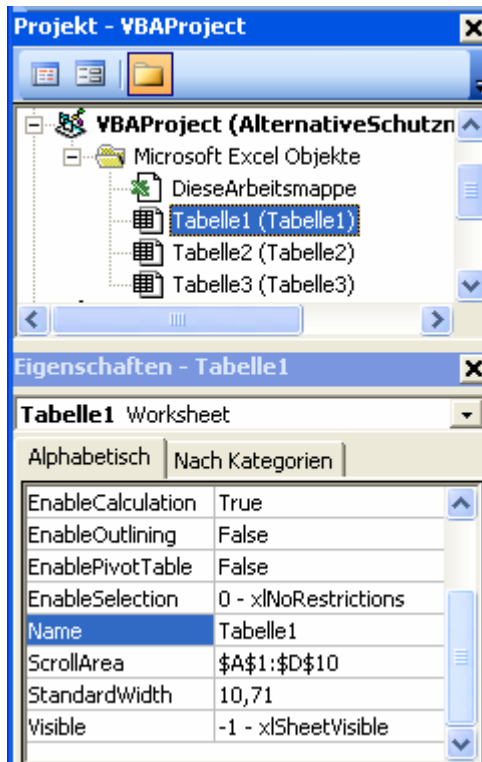 Projekt - VBAProject
VBAProject (AlternativeSchutzn
Microsoft Excel Objekte
DieseArbeitsmappe
Tabelle1 (Tabelle1)
Tabelle2 (Tabelle2)
Tabelle3 (Tabelle3)
Eigenschaften - Tabelle1
Tabelle1 Worksheet
Alphabetisch Nach Kategorien
EnableCalculation True
EnableOutlining False
EnablePivotTable False
EnableSelection 0 - xlNoRestrictions
Name Tabelle1
ScrollArea $A$1:$D$10
StandardWidth 10,71
Visible -1 - xlSheetVisible